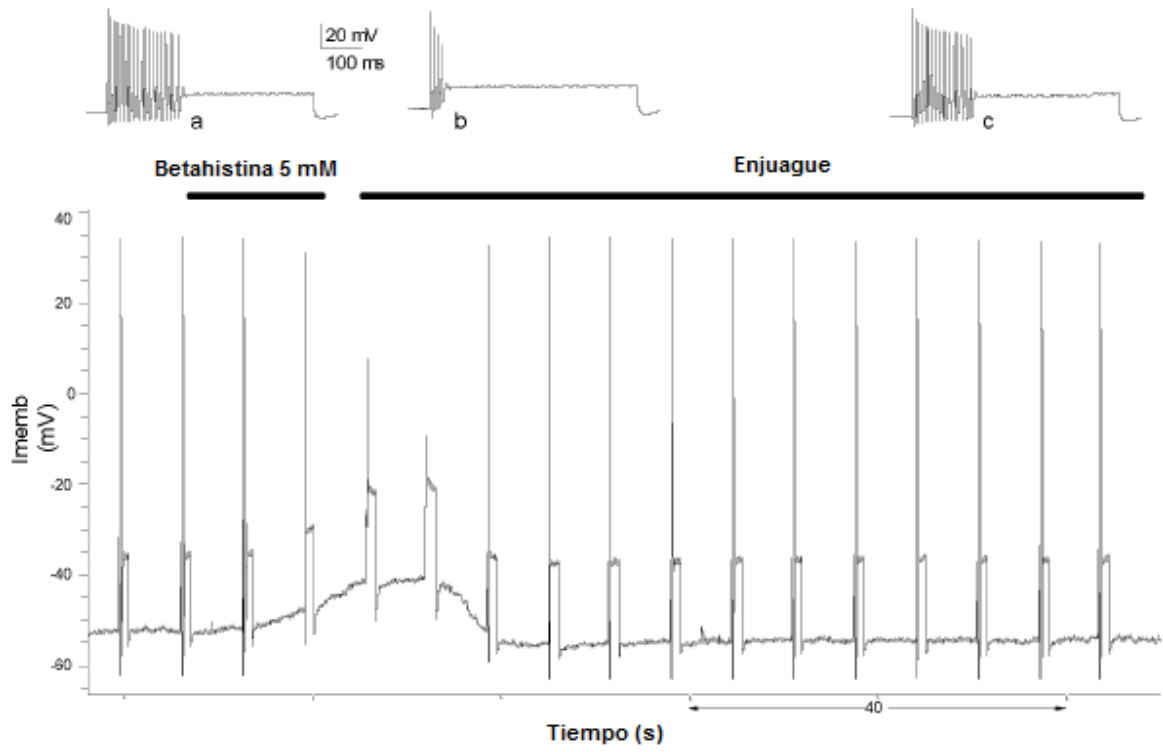 20 mV
100 ms
a
b
c
Betahistina 5 mM
Enjuague
40
20
0
-20
-40
-60
Imemb
(mV)
40
Tiempo (s)